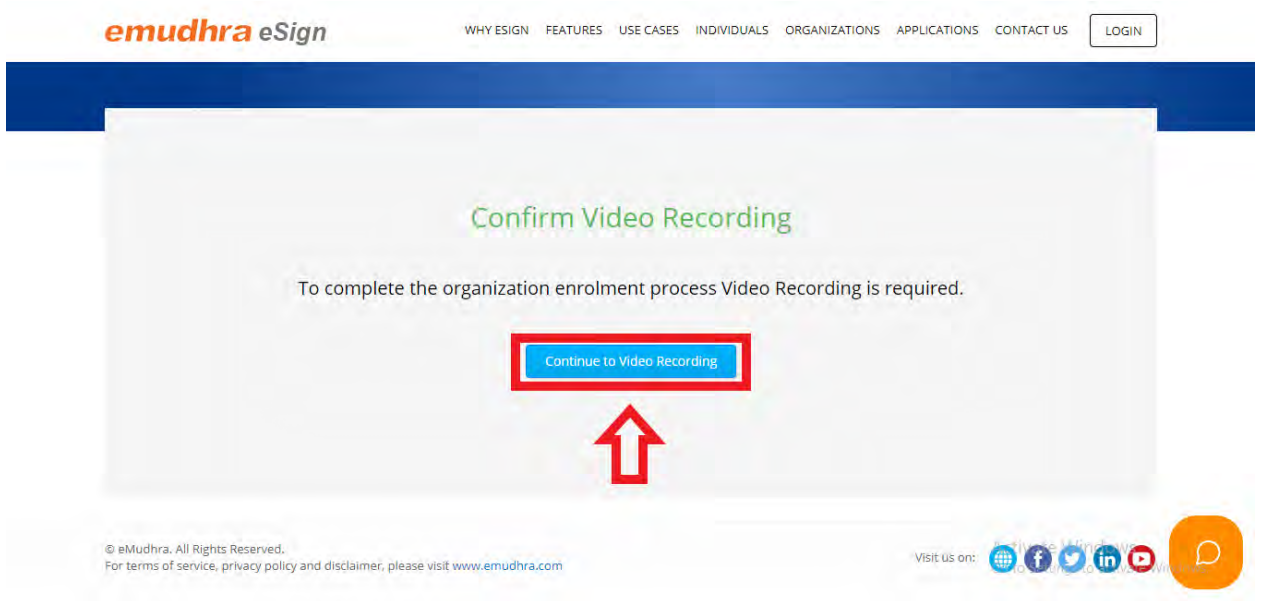 emudhra eSign
WHY ESIGN FEATURES USE CASES INDIVIDUALS ORGANIZATIONS APPLICATIONS CONTACT US LOGIN
Confirm Video Recording
To complete the organization enrolment process Video Recording is required.
Continue to Video Recording
© eMudhra. All Rights Reserved.
For terms of service, privacy policy and disclaimer, please visit www.emudhra.com
Visit us on:
Activate Windows